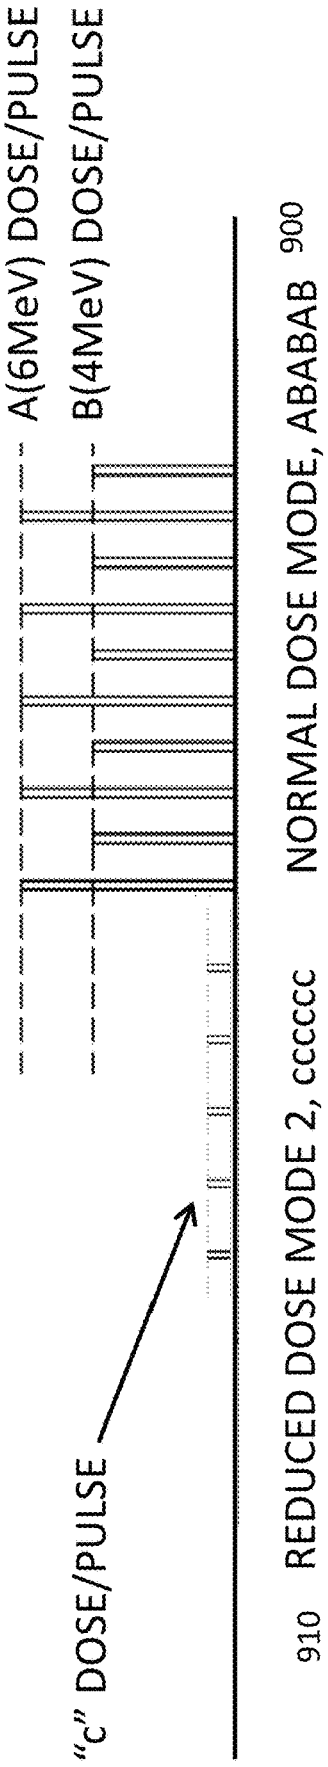 A(6MeV) DOSE/PULSE
B(4MeV) DOSE/PULSE
“c” DOSE/PULSE
910 REDUCED DOSE MODE 2, cccccc NORMAL DOSE MODE, ABABAB 900